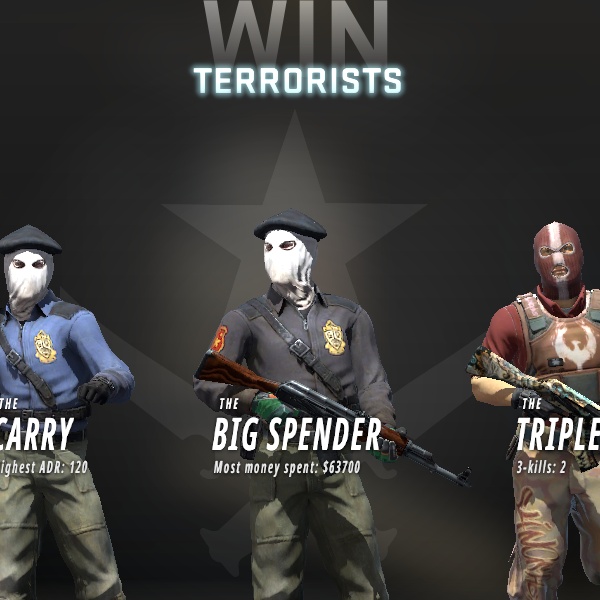 WIN
TERRORISTS
THE
CARRY
ighest ADR: 120
THE
BIG SPENDER
Most money spent: $63700
THE
TRIPLE
3-kills: 2